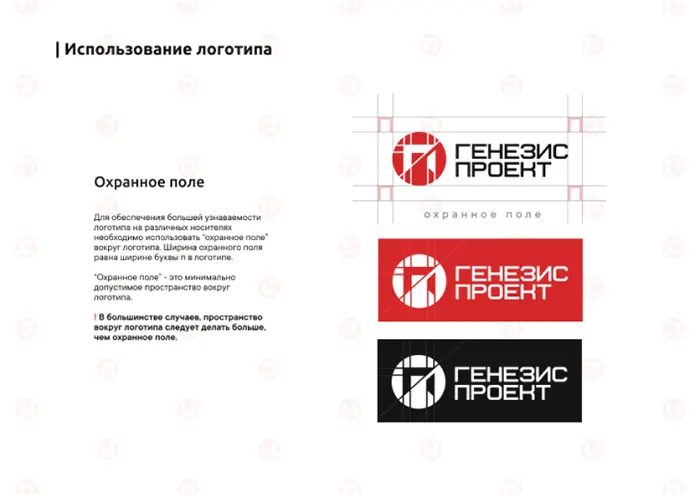 | Использование логотипа
Охранное поле
Для обеспечения большей узнаваемости
логотипа на различных носителях
необходимо использовать “охранное поле”
вокруг логотипа. Ширина охранного поля
равна ширине буквы п в логотипе.
“Охранное поле” - это минимально
допустимое пространство вокруг
логотипа.
! В большинстве случаев, пространство
вокруг логотипа следует делать больше,
чем охранное поле.
ГЕНЕЗИС
ПРОЕКТ
охранное поле
ГЕНЕЗИС
ПРОЕКТ
ГЕНЕЗИС
ПРОЕКТ